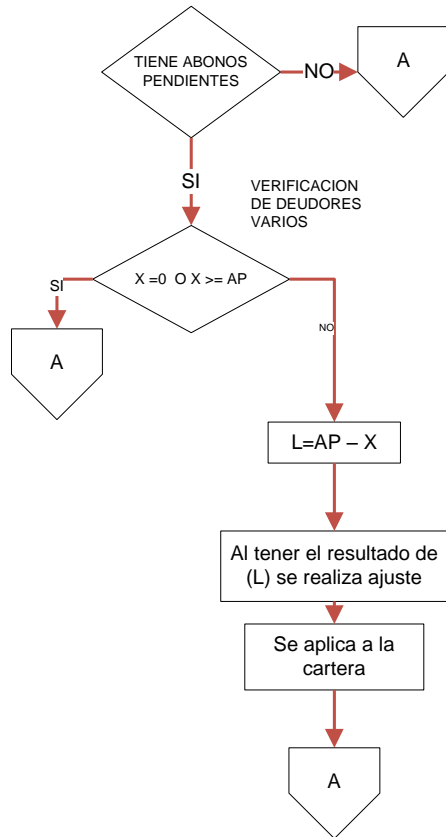 TIENE ABONOS
PENDIENTES
NO
A
SI
VERIFICACION
DE DEUDORES
VARIOS
X =0 O X >= AP
SI
A
NO
L=AP – X
Al tener el resultado de
(L) se realiza ajuste
Se aplica a la
cartera
A